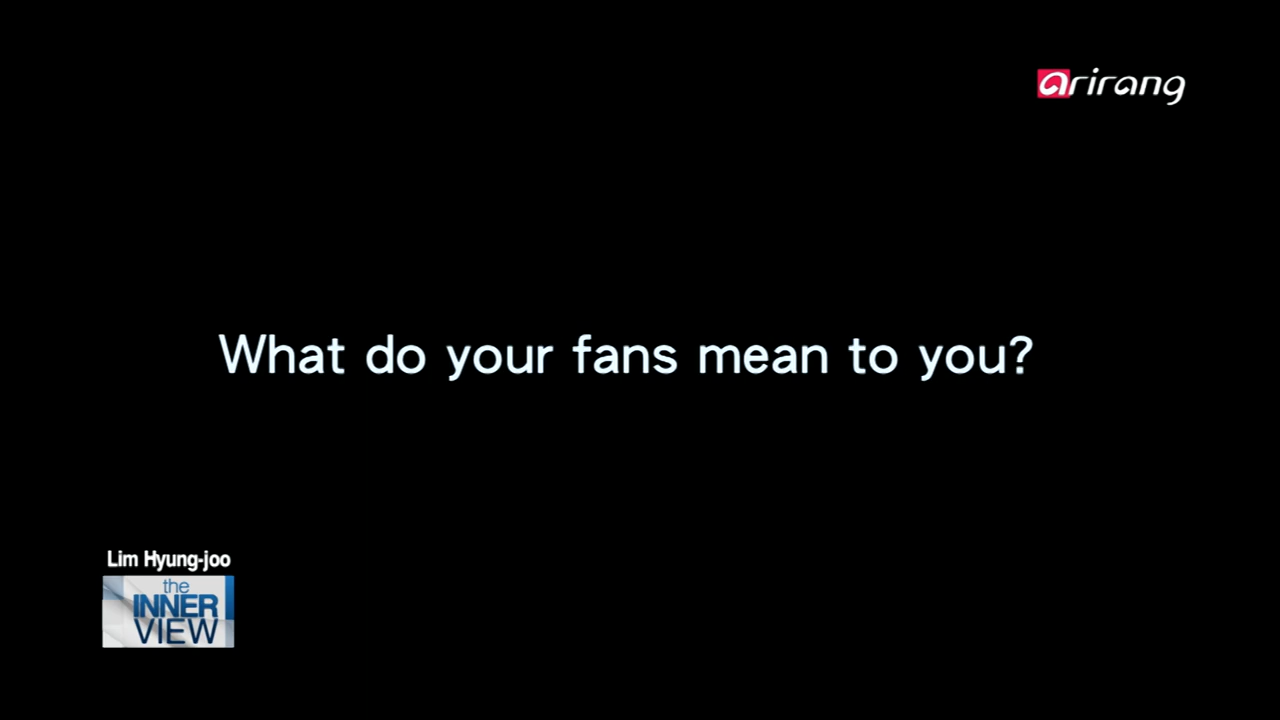 arirang
What do your fans mean to you?
Lim Hyung-joo
the
INNER
VIEW